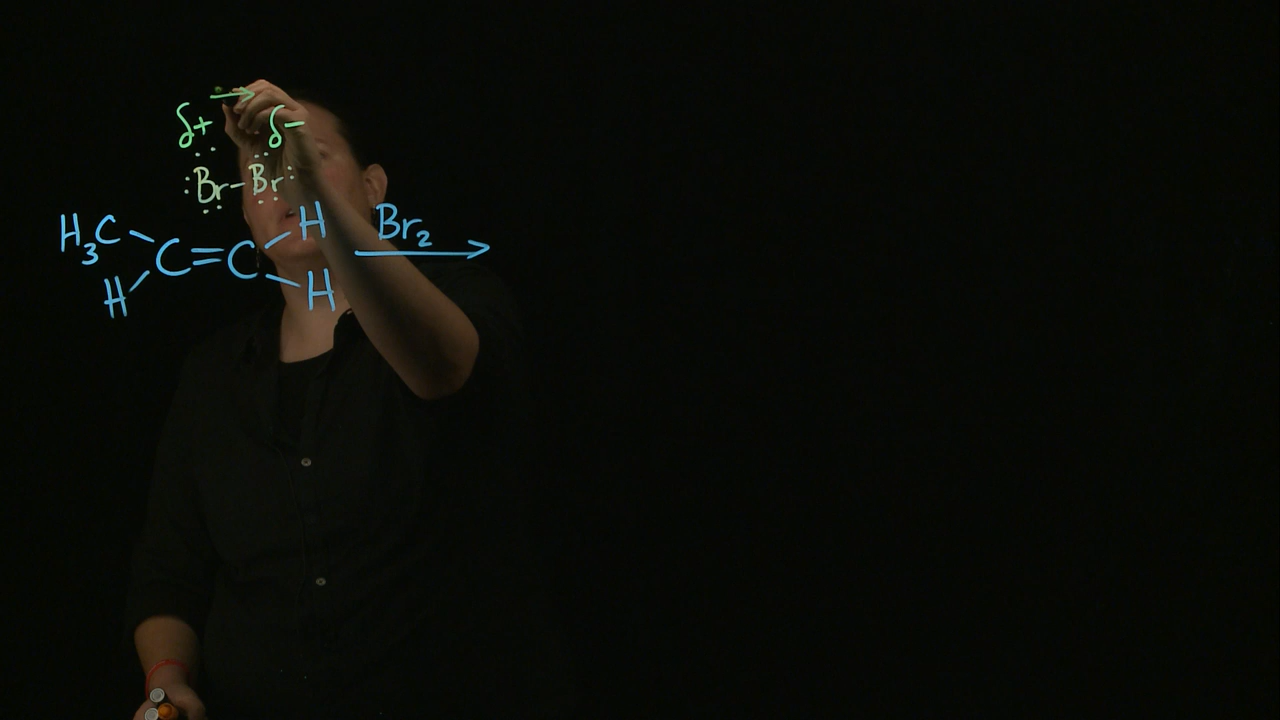 δ+ → δ-
:Br-Br:
H3C H Br2
C=C →
H H